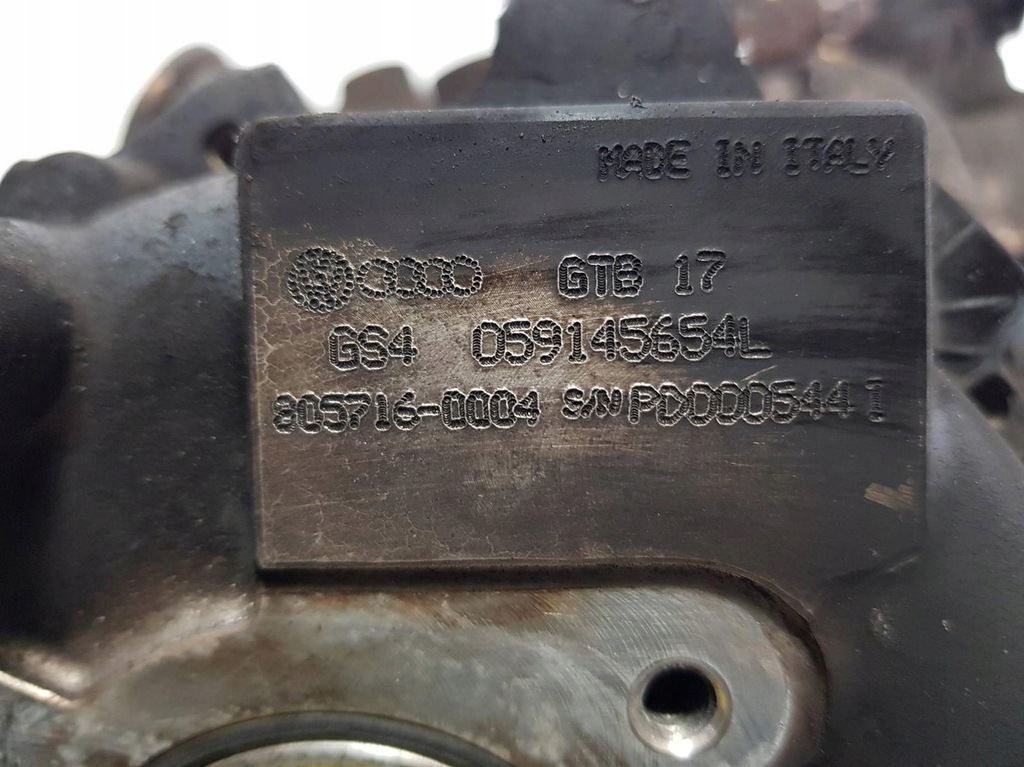 MADE IN ITALY
GTB 17
GS4 059145654L
805716-0004 S/N PD0005441